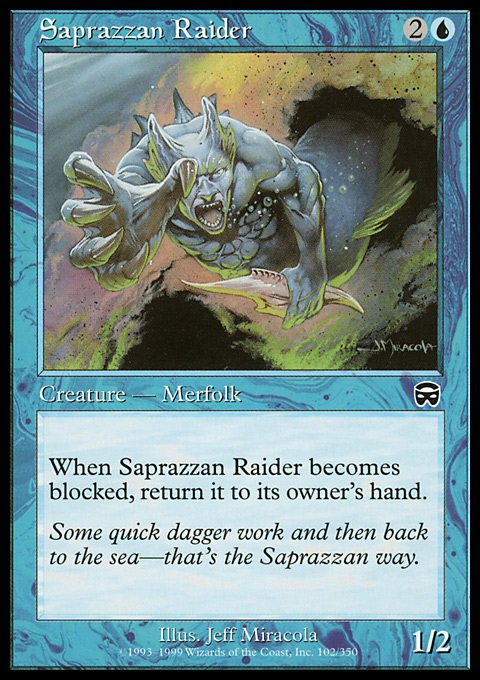 Saprazzan Raider 2
J. Miracola
Creature — Merfolk
When Saprazzan Raider becomes
blocked, return it to its owner's hand.
Some quick dagger work and then back
to the sea—that's the Saprazzan way.
Illus. Jeff Miracola
©1993–1999 Wizards of the Coast, Inc. 102/350
1/2